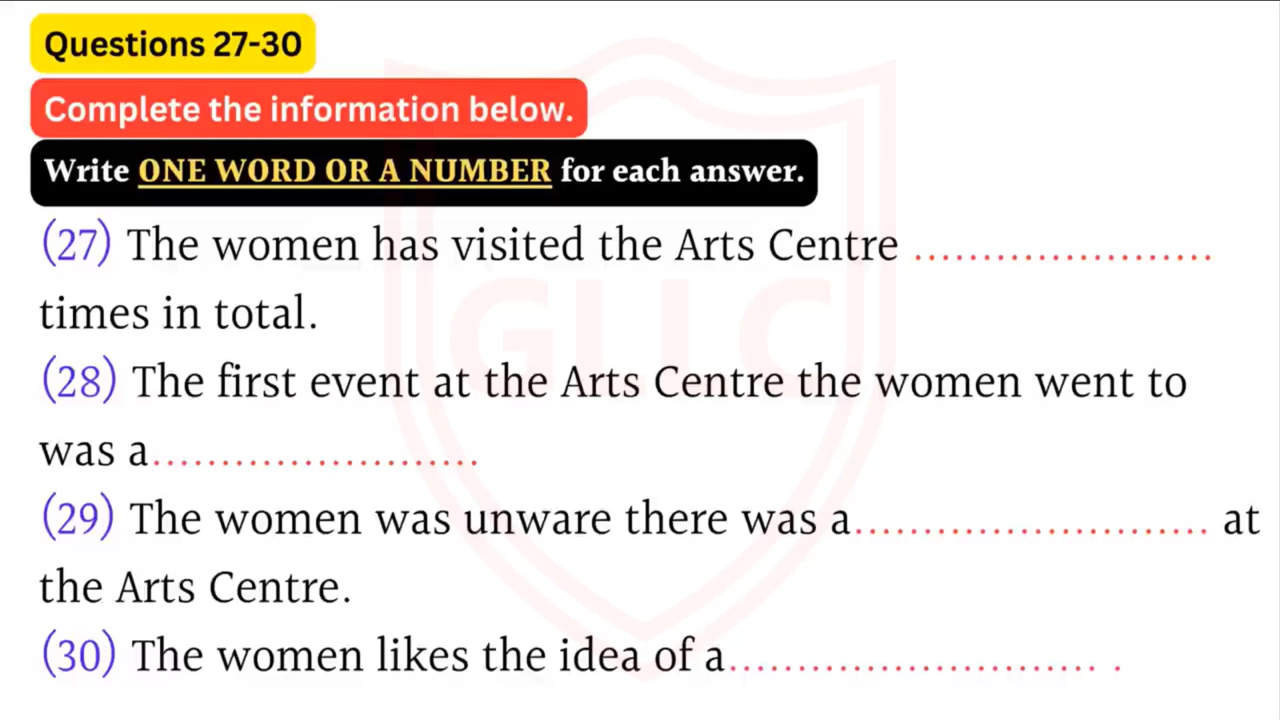 Questions 27-30
Complete the information below.
Write ONE WORD OR A NUMBER for each answer.
(27) The women has visited the Arts Centre ......................
times in total.
(28) The first event at the Arts Centre the women went to
was a........................
(29) The women was unware there was a.......................... at
the Arts Centre.
(30) The women likes the idea of a........................... .
GLLC